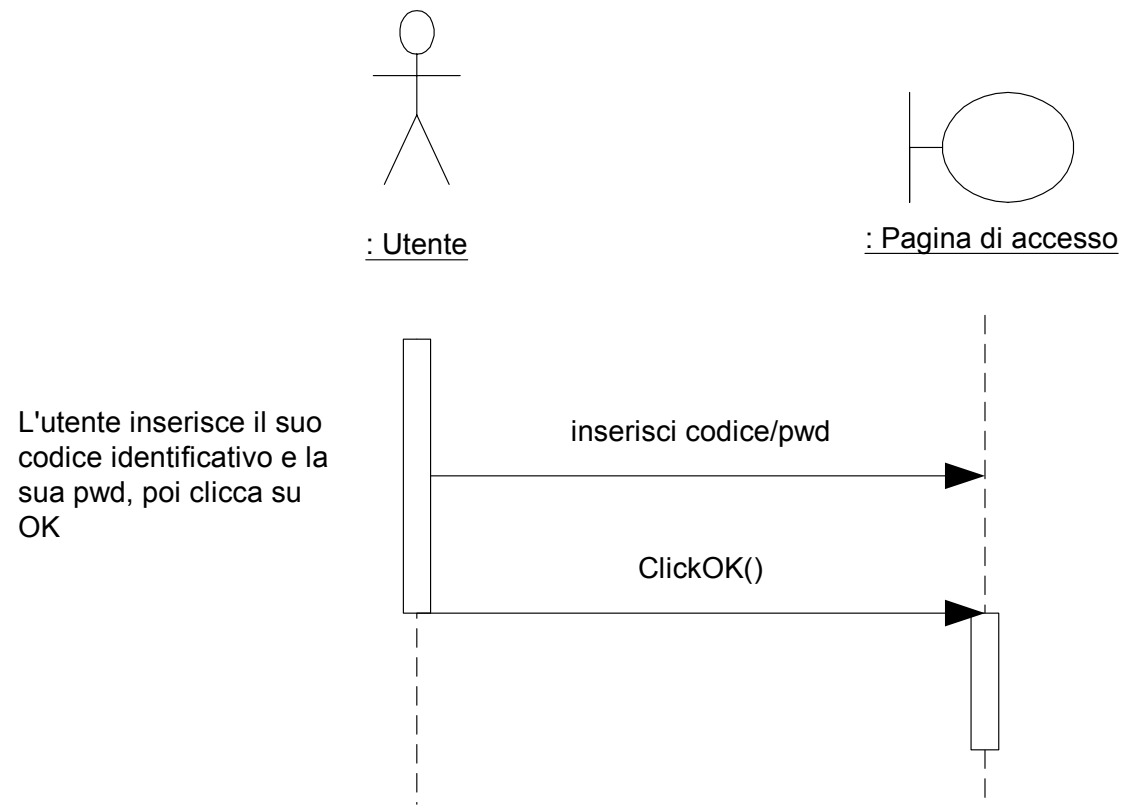 : Utente
: Pagina di accesso
L'utente inserisce il suo
codice identificativo e la
sua pwd, poi clicca su
OK
inserisci codice/pwd
ClickOK()